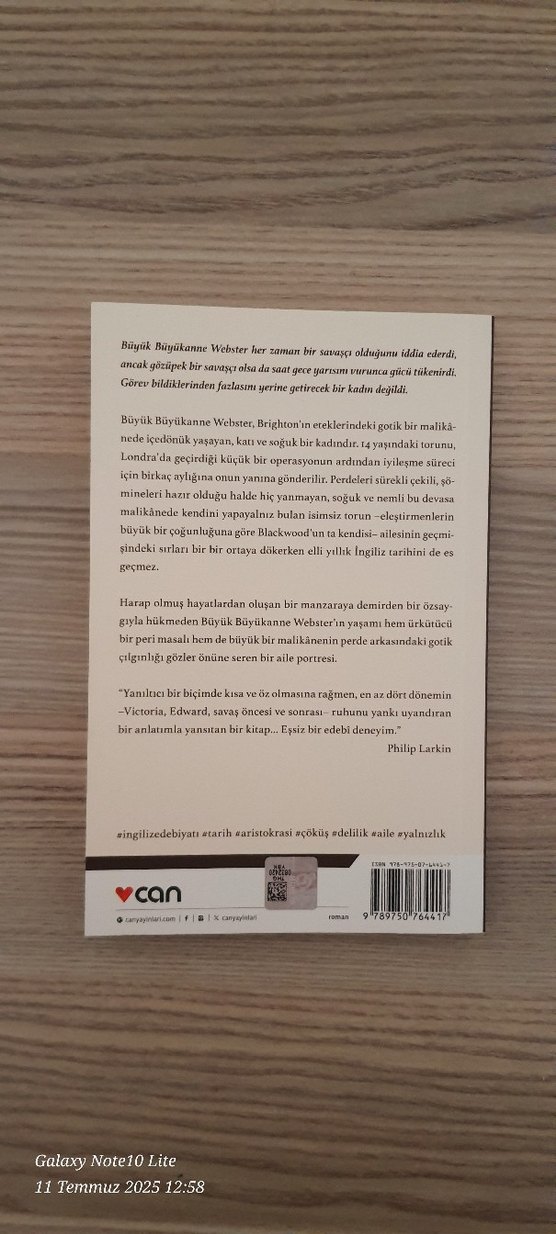 Büyük Büyükanne Webster her zaman bir savaşçı olduğunu iddia ederdi,
ancak gözüpek bir savaşçı olsa da saat gece yarısını vurunca gücü tükenirdi.
Görev bildiklerinden fazlasını yerine getirecek bir kadın değildi.
Büyük Büyükanne Webster, Brighton'ın eteklerindeki gotik bir malikâ-
nede içedönük yaşayan, katı ve soğuk bir kadındır. 14 yaşındaki torunu,
Londra'da geçirdiği küçük bir operasyonun ardından iyileşme süreci
için birkaç aylığına onun yanına gönderilir. Perdeleri sürekli çekili, şö-
mineleri hazır olduğu halde hiç yanmayan, soğuk ve nemli bu devasa
malikânede kendini yapayalnız bulan isimsiz torun –eleştirmenlerin
büyük bir çoğunluğuna göre Blackwood'un ta kendisi– ailesinin geçmi-
şindeki sırları bir bir ortaya dökerken elli yıllık İngiliz tarihini de es
geçmez.
Harap olmuş hayatlardan oluşan bir manzaraya demirden bir özsay-
gıyla hükmeden Büyük Büyükanne Webster'ın yaşamı hem ürkütücü
bir peri masalı hem de büyük bir malikânenin perde arkasındaki gotik
çılgınlığı gözler önüne seren bir aile portresi.
"Yanıltıcı bir biçimde kısa ve öz olmasına rağmen, en az dört dönemin
–Victoria, Edward, savaş öncesi ve sonrası– ruhunu yankı uyandıran
bir anlatımla yansıtan bir kitap... Eşsiz bir edebî deneyim."
Philip Larkin
#ingilizedebiyatı #tarih #aristokrasi #çöküş #delilik #aile #yalnızlık
ISBN 978-975-07-6441-7
can
canyayinlari.com | f | X canyayinlari
roman
9 789750 764417
Galaxy Note10 Lite
11 Temmuz 2025 12:58